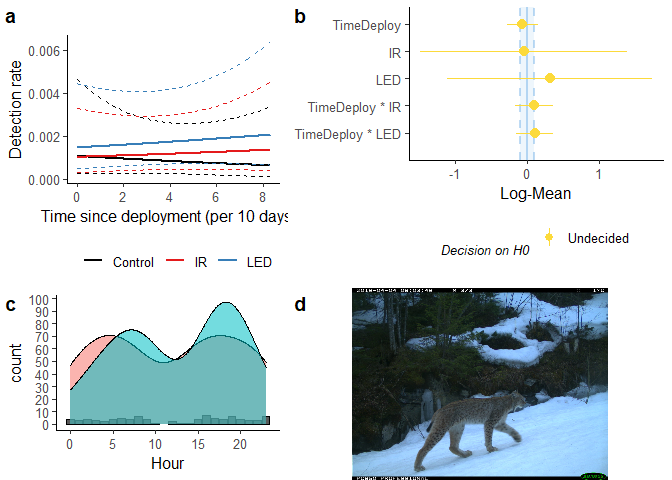 a
Detection rate
0.006
0.004
0.002
0.000
0 2 4 6 8
Time since deployment (per 10 days
Control IR LED
b
TimeDeploy
IR
LED
TimeDeploy * IR
TimeDeploy * LED
-1 0 1
Log-Mean
Decision on H0 Undecided
c
count
100
90
80
70
60
50
40
30
20
10
0
0 5 10 15 20
Hour
d
PC850 PROFESSIONAL